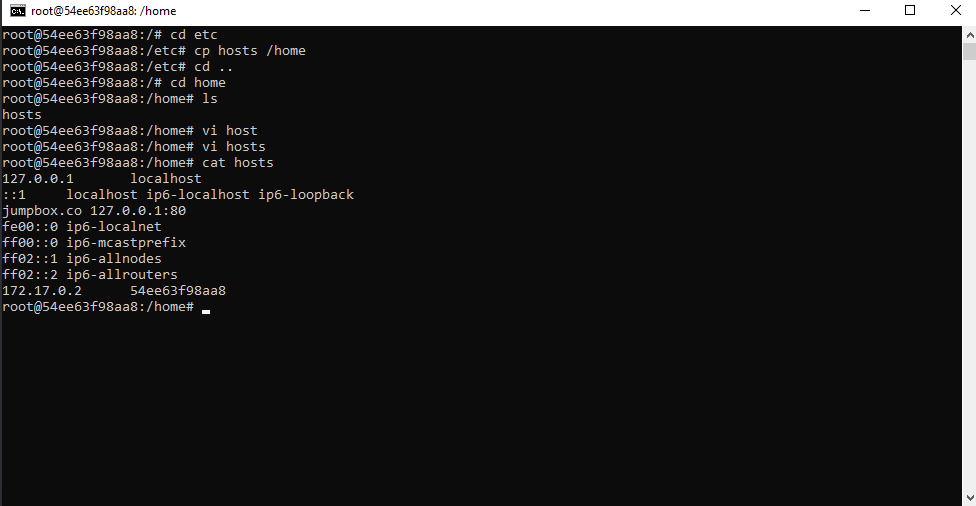 root@54ee63f98aa8: /home
root@54ee63f98aa8:/# cd etc
root@54ee63f98aa8:/etc# cp hosts /home
root@54ee63f98aa8:/etc# cd ..
root@54ee63f98aa8:/# cd home
root@54ee63f98aa8:/home# ls
hosts
root@54ee63f98aa8:/home# vi host
root@54ee63f98aa8:/home# vi hosts
root@54ee63f98aa8:/home# cat hosts
127.0.0.1       localhost
::1     localhost ip6-localhost ip6-loopback
jumpbox.co 127.0.0.1:80
fe00::0 ip6-localnet
ff00::0 ip6-mcastprefix
ff02::1 ip6-allnodes
ff02::2 ip6-allrouters
172.17.0.2      54ee63f98aa8
root@54ee63f98aa8:/home#